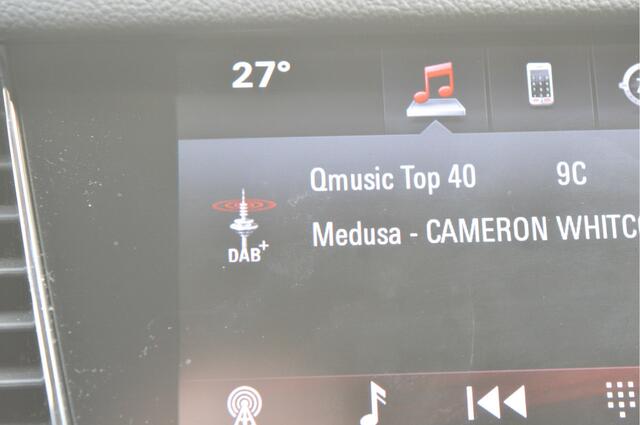 27°
Qmusic Top 40 9C
Medusa - CAMERON WHITC
DAB+